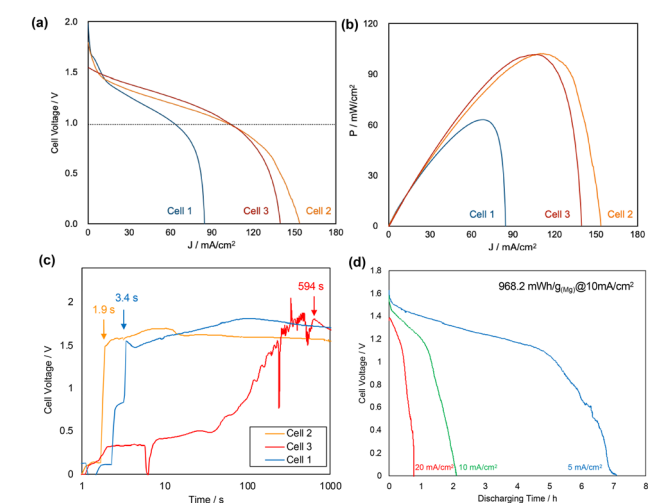 (a)
2.0
1.5
1.0
0.5
0.0
Cell Voltage / V
0
30
60
90
120
150
180
J / mA/cm²
Cell 1
Cell 3
Cell 2
(b)
120
90
60
30
0
P / mW/cm²
0
30
60
90
120
150
180
J / mA/cm²
Cell 1
Cell 3
Cell 2
(c)
2
1.5
1
0.5
0
Cell Voltage / V
1
10
100
1000
Time / s
1.9 s
3.4 s
594 s
Cell 2
Cell 3
Cell 1
(d)
1.8
1.6
1.4
1.2
1
0.8
0.6
0.4
0.2
0
Cell Voltage / V
0
1
2
3
4
5
6
7
8
Discharging Time / h
968.2 mWh/g(Mg)@10mA/cm²
20 mA/cm²
10 mA/cm²
5 mA/cm²